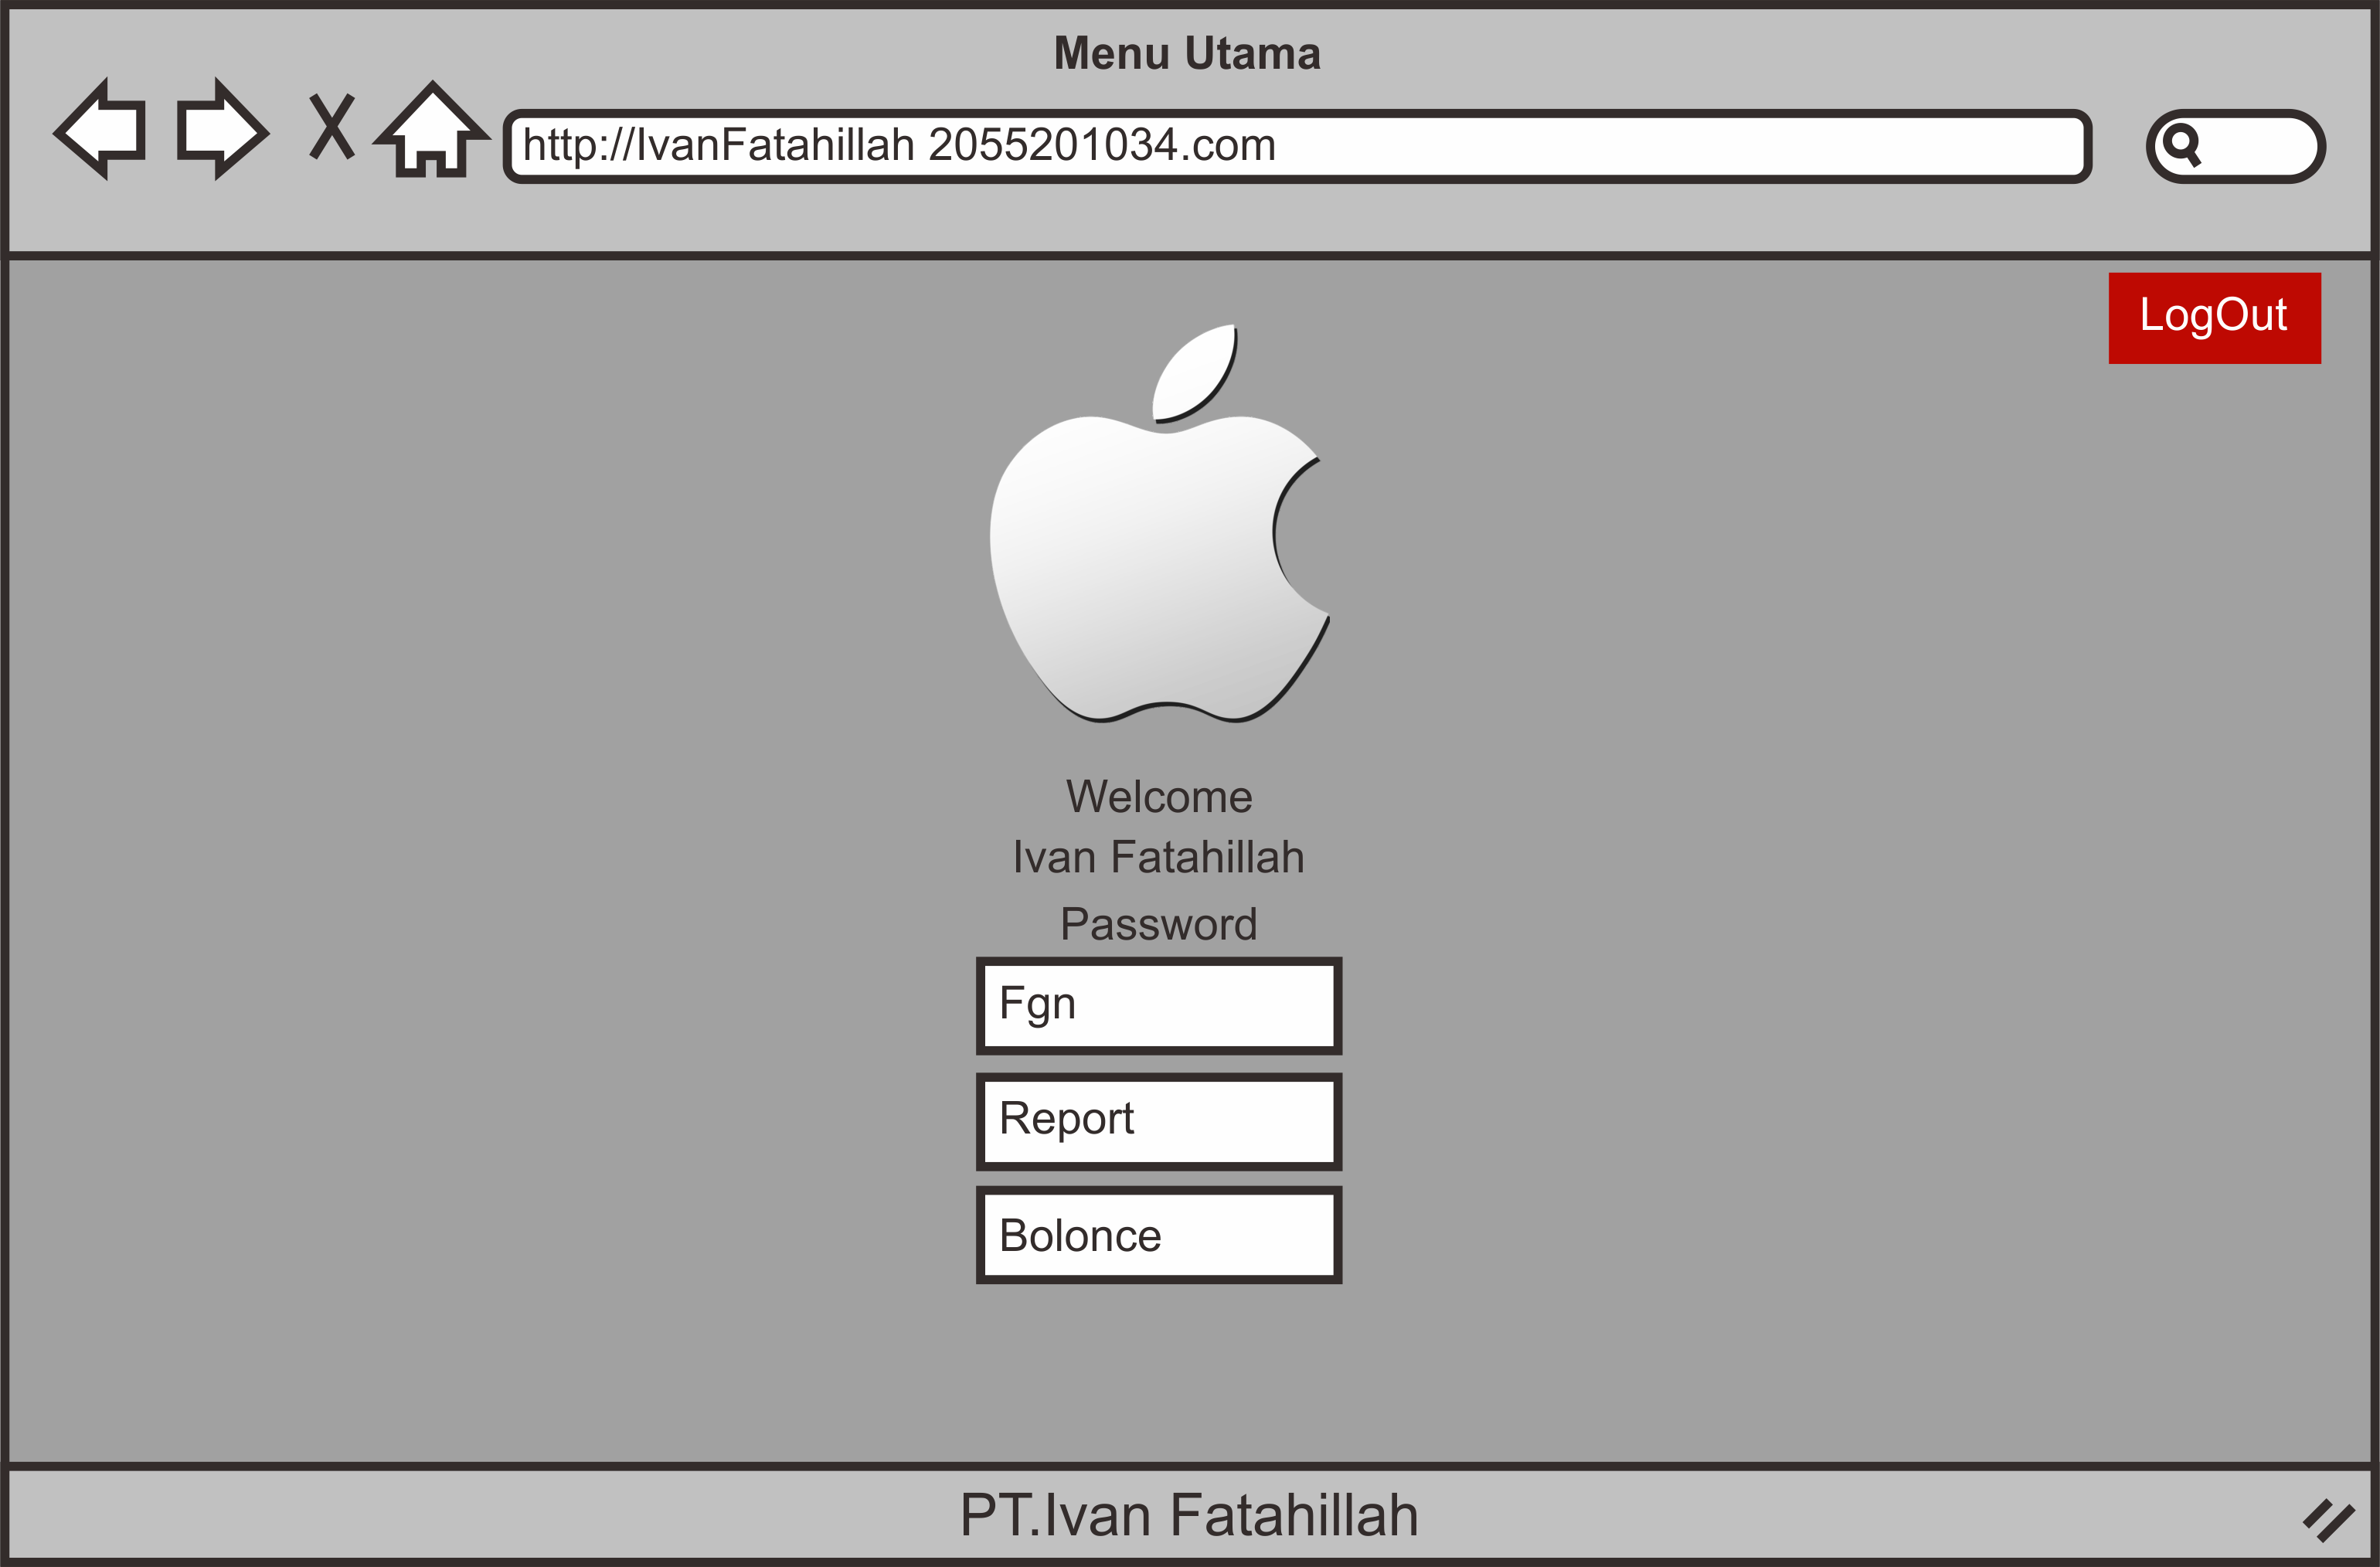 Menu Utama
http://IvanFatahillah 2055201034.com
LogOut
Welcome
Ivan Fatahillah
Password
Fgn
Report
Bolonce
PT.Ivan Fatahillah